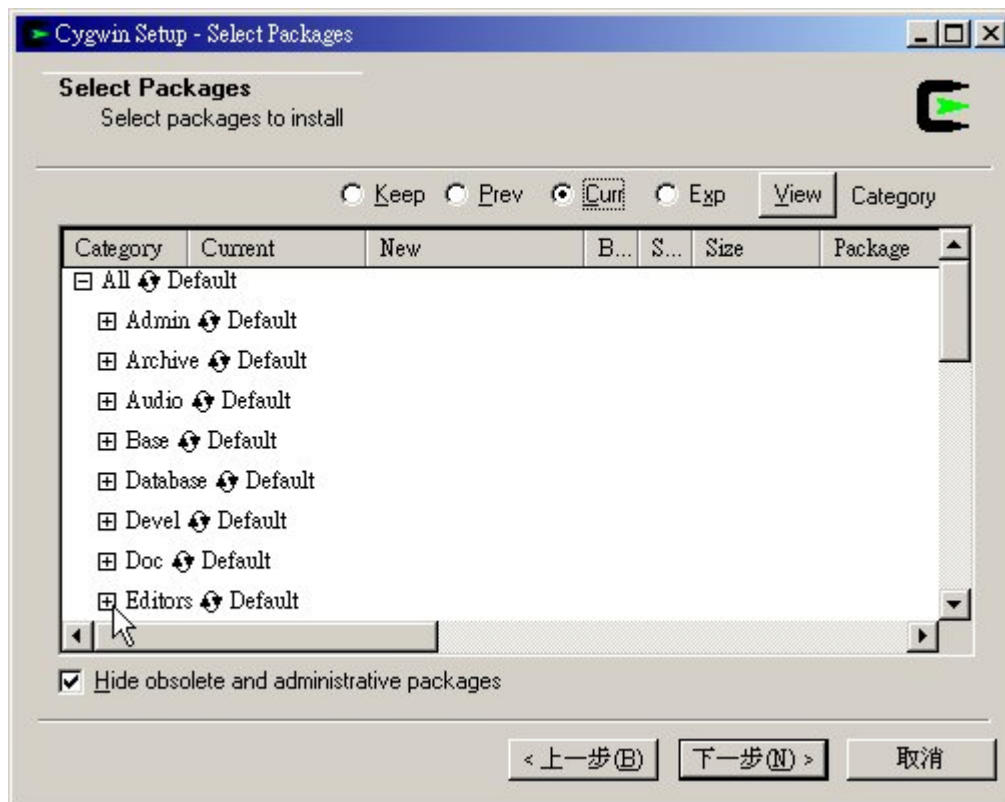 Cygwin Setup - Select Packages
Select Packages
Select packages to install
Keep Prev Curr Exp View Category
Category Current New B... S... Size Package
All Default
Admin Default
Archive Default
Audio Default
Base Default
Database Default
Devel Default
Doc Default
Editors Default
Hide obsolete and administrative packages
< 上一步(B) 下一步(N) > 取消